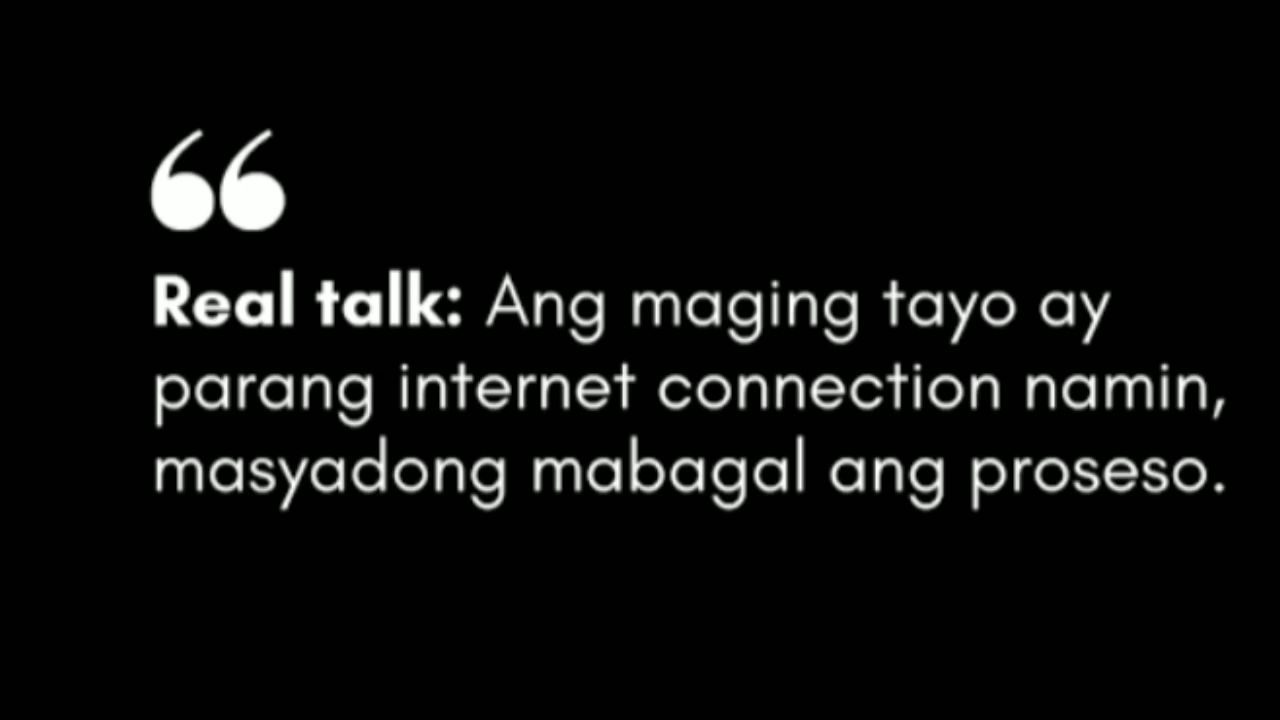 “
Real talk: Ang maging tayo ay
parang internet connection namin,
masyadong mabagal ang proseso.